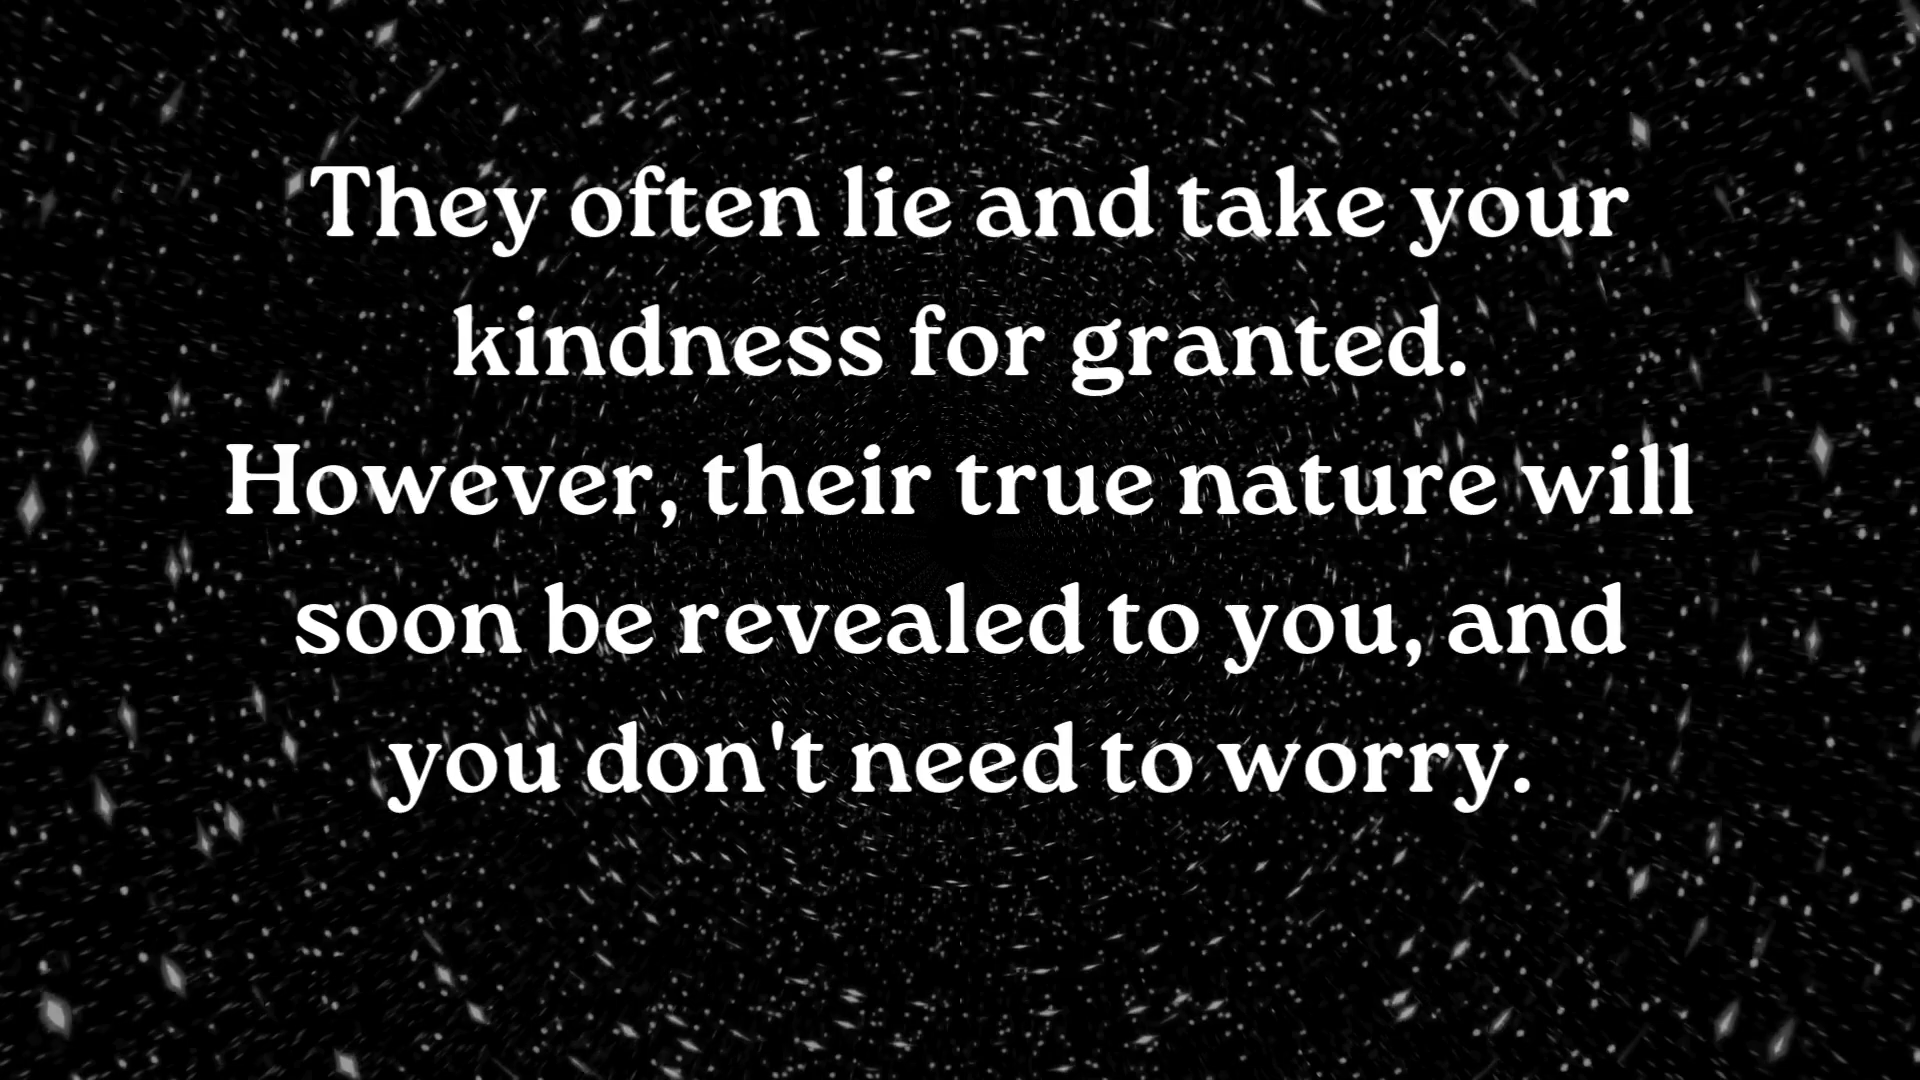 They often lie and take your
kindness for granted.
However, their true nature will
soon be revealed to you, and
you don't need to worry.